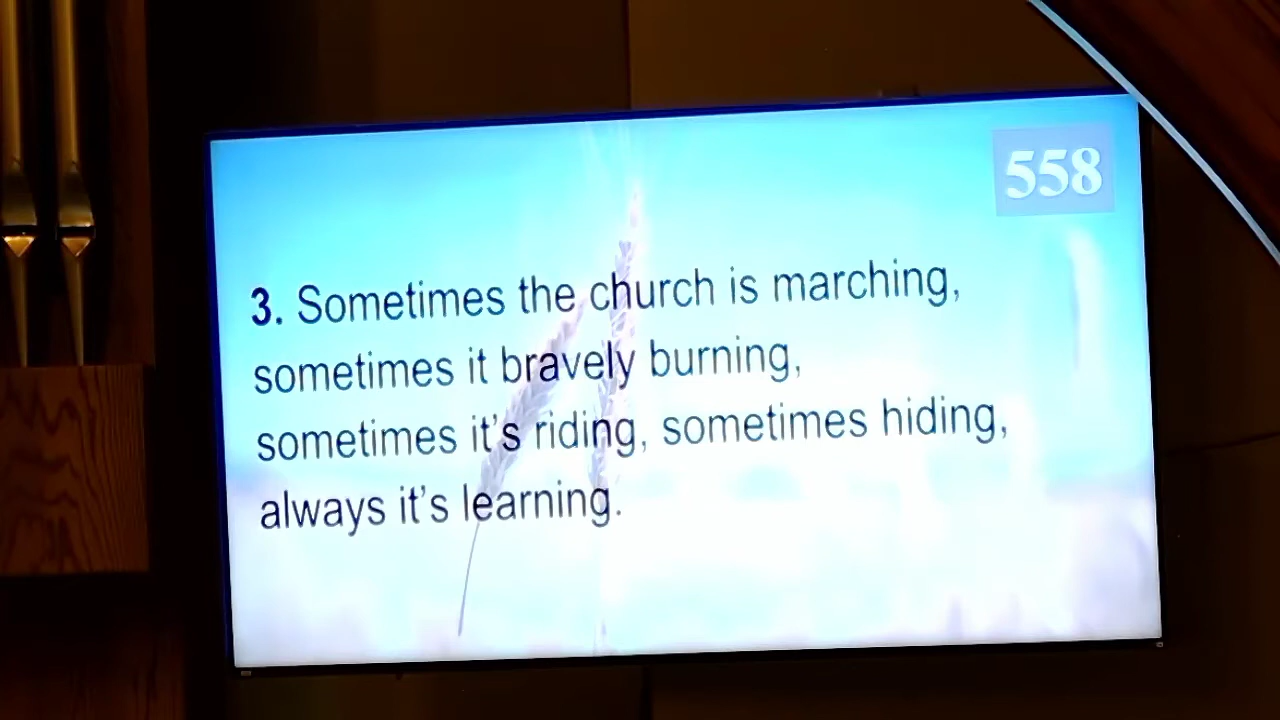 558
3. Sometimes the church is marching,
sometimes it bravely burning,
sometimes it's riding, sometimes hiding,
always it's learning.